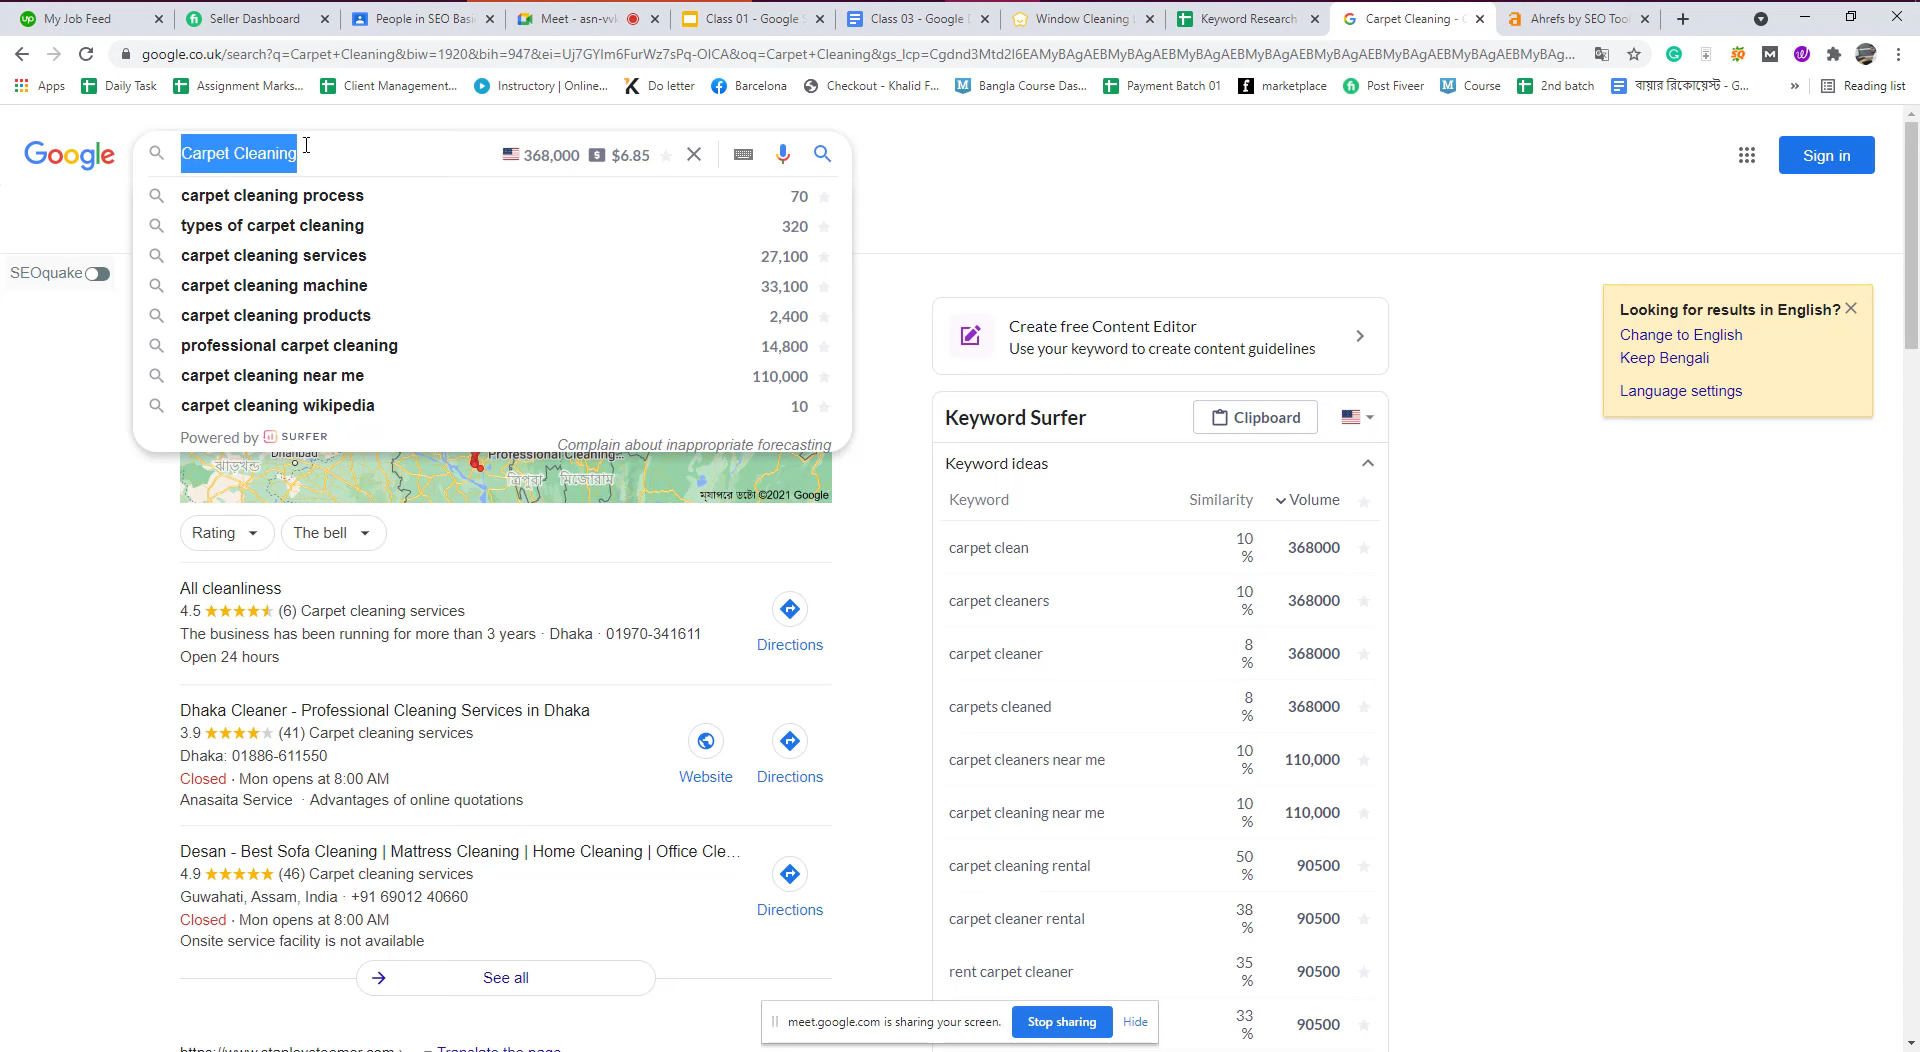 My Job Feed
Seller Dashboard
People in SEO Basi
Meet - asn-vvk
Class 01 - Google S
Class 03 - Google D
Window Cleaning L
Keyword Research
Carpet Cleaning - G
Ahrefs by SEO Tool
google.co.uk/search?q=Carpet+Cleaning&biw=1920&bih=947&ei=Uj7GYIm6FurWz7sPq-OICA&oq=Carpet+Cleaning&gs_lcp=Cgdnd3Mtd2l6EAMyBAgAEBMyBAgAEBMyBAgAEBMyBAgAEBMyBAgAEBMyBAgAEBMyBAgAEBMyBAgAEBMyBAg...
Apps
Daily Task
Assignment Marks...
Client Management...
Instructory | Online...
Do letter
Barcelona
Checkout - Khalid F...
Bangla Course Das...
Payment Batch 01
marketplace
Post Fiveer
Course
2nd batch
বায়ার রিকোয়েস্ট - G...
»
Reading list
Google
Carpet Cleaning
368,000 $ $6.85
Sign in
carpet cleaning process 70
types of carpet cleaning 320
carpet cleaning services 27,100
carpet cleaning machine 33,100
carpet cleaning products 2,400
professional carpet cleaning 14,800
carpet cleaning near me 110,000
carpet cleaning wikipedia 10
Powered by SURFER
Complain about inappropriate forecasting
SEOquake
Dhanbad
ঝাড়খন্ড
Professional Cleaning...
ত্রিপুরা
মিজোরাম
ম্যাপের ডেটা ©2021 Google
Rating
The bell
All cleanliness
4.5 (6) Carpet cleaning services
The business has been running for more than 3 years · Dhaka · 01970-341611
Open 24 hours
Directions
Dhaka Cleaner - Professional Cleaning Services in Dhaka
3.9 (41) Carpet cleaning services
Dhaka: 01886-611550
Closed · Mon opens at 8:00 AM
Anasaita Service · Advantages of online quotations
Website
Directions
Desan - Best Sofa Cleaning | Mattress Cleaning | Home Cleaning | Office Cle...
4.9 (46) Carpet cleaning services
Guwahati, Assam, India · +91 69012 40660
Closed · Mon opens at 8:00 AM
Onsite service facility is not available
Directions
See all
Translate the page
Create free Content Editor
Use your keyword to create content guidelines
Keyword Surfer
Clipboard
Keyword ideas
Keyword Similarity Volume
carpet clean 10 % 368000
carpet cleaners 10 % 368000
carpet cleaner 8 % 368000
carpets cleaned 8 % 368000
carpet cleaners near me 10 % 110,000
carpet cleaning near me 10 % 110,000
carpet cleaning rental 50 % 90500
carpet cleaner rental 38 % 90500
rent carpet cleaner 35 % 90500
33 % 90500
Looking for results in English?
Change to English
Keep Bengali
Language settings
meet.google.com is sharing your screen.
Stop sharing
Hide